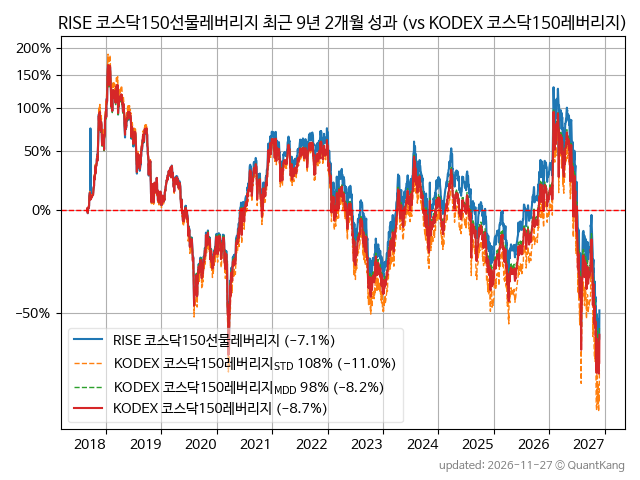 RISE 코스닥150선물레버리지 최근 9년 2개월 성과 (vs KODEX 코스닥150레버리지)
200%
150%
100%
50%
0%
−50%
RISE 코스닥150선물레버리지 (−7.1%)
KODEX 코스닥150레버리지STD 108% (−11.0%)
KODEX 코스닥150레버리지MDD 98% (−8.2%)
KODEX 코스닥150레버리지 (−8.7%)
2018 2019 2020 2021 2022 2023 2024 2025 2026 2027
updated: 2026-11-27 © QuantKang